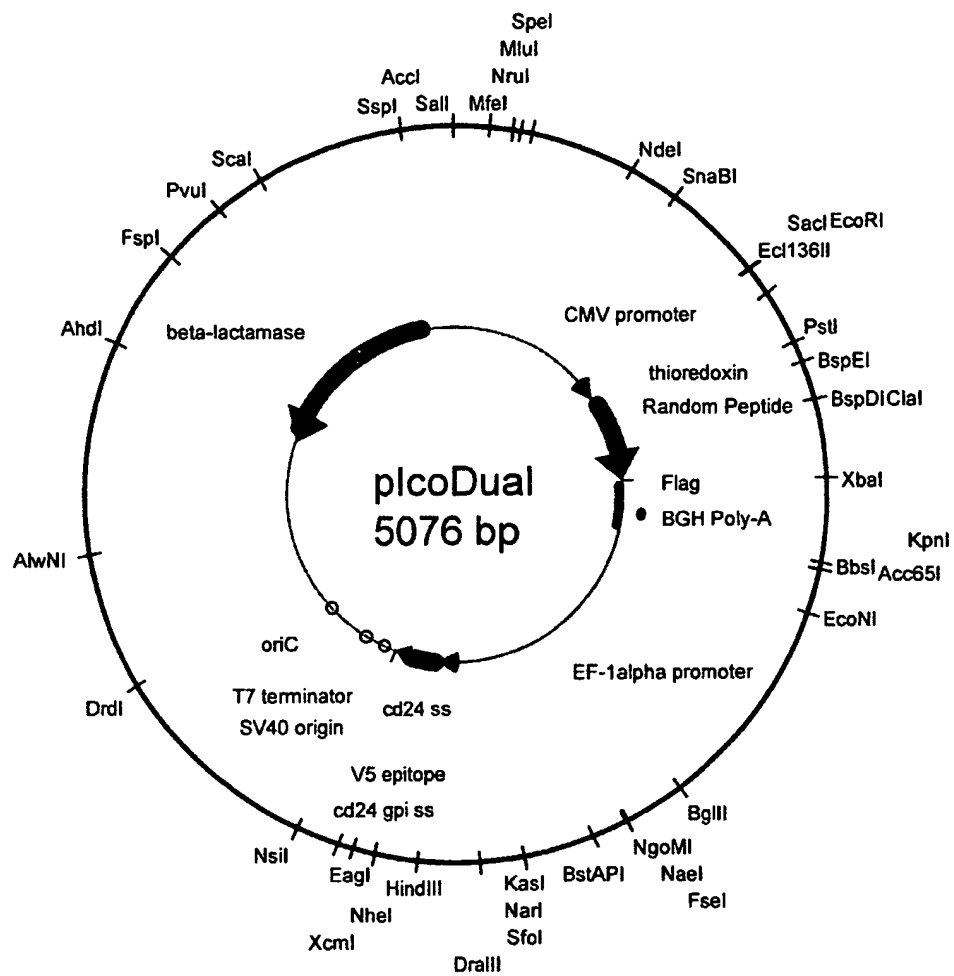 SpeI
MluI
AccI
NruI
SspI
SalI
MfeI
ScaI
NdeI
PvuI
SnaBI
FspI
SacI EcoRI
Ecl136II
AhdI
beta-lactamase
CMV promoter
PstI
BspEI
thioredoxin
Random Peptide
BspDI ClaI
pIcoDual
5076 bp
Flag
XbaI
BGH Poly-A
KpnI
BbsI
Acc65I
AlwNI
EcoNI
oriC
EF-1alpha promoter
T7 terminator
cd24 ss
DrdI
SV40 origin
V5 epitope
cd24 gpi ss
BglII
NsiI
NgoMI
EagI
HindIII
KasI
BstAPI
NaeI
NheI
NarI
FseI
XcmI
SfoI
DraIII